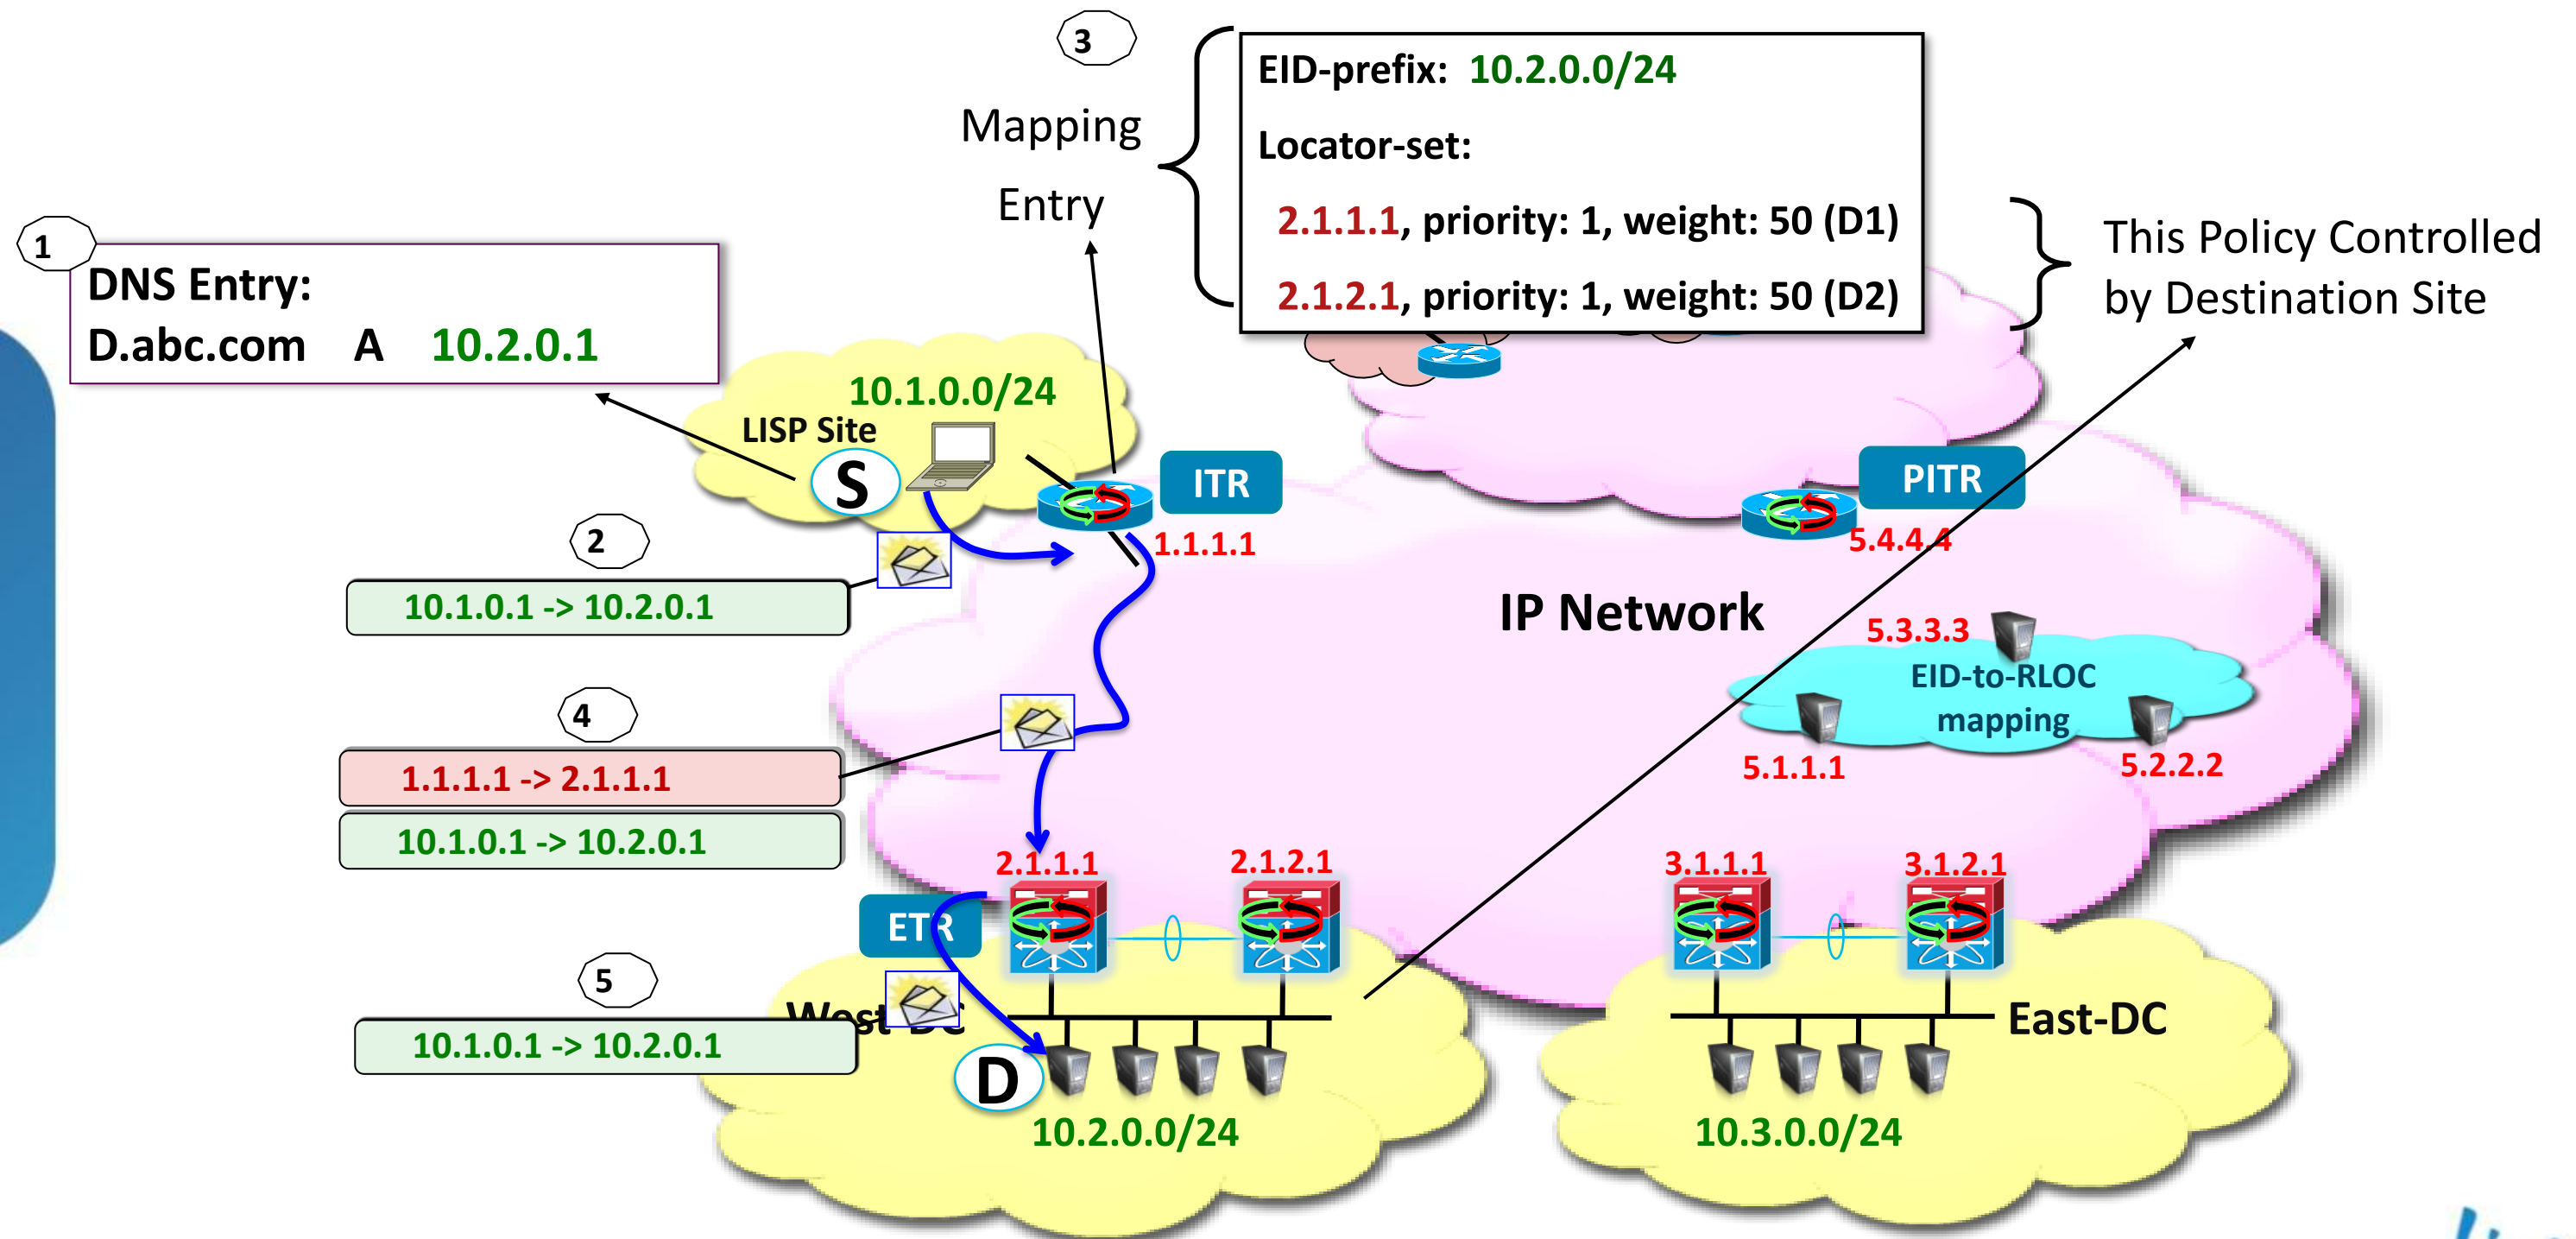 3
EID-prefix: 10.2.0.0/24
Mapping
Entry
Locator-set:
2.1.1.1, priority: 1, weight: 50 (D1)
2.1.2.1, priority: 1, weight: 50 (D2)
This Policy Controlled
by Destination Site
1
DNS Entry:
D.abc.com A 10.2.0.1
10.1.0.0/24
LISP Site
S
ITR
1.1.1.1
PITR
5.4.4.4
2
10.1.0.1 -> 10.2.0.1
IP Network
5.3.3.3
EID-to-RLOC
mapping
5.1.1.1
5.2.2.2
4
1.1.1.1 -> 2.1.1.1
10.1.0.1 -> 10.2.0.1
2.1.1.1
2.1.2.1
3.1.1.1
3.1.2.1
ETR
5
10.1.0.1 -> 10.2.0.1
West-DC
East-DC
D
10.2.0.0/24
10.3.0.0/24